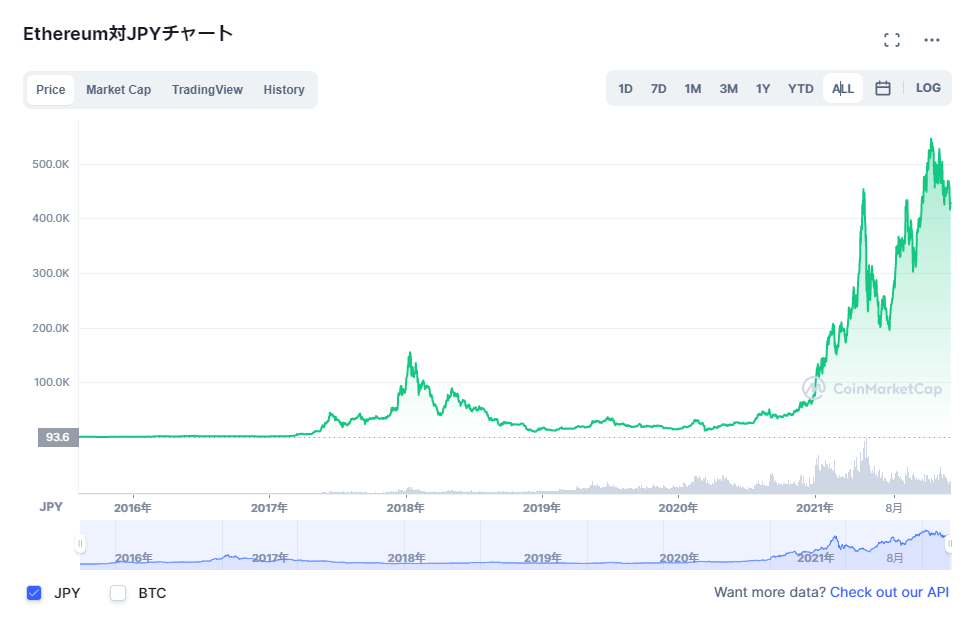 Ethereum対JPYチャート
Price Market Cap TradingView History
1D 7D 1M 3M 1Y YTD ALL LOG
500.0K
400.0K
300.0K
200.0K
100.0K
CoinMarketCap
93.6
JPY 2016年 2017年 2018年 2019年 2020年 2021年 8月
2016年 2017年 2018年 2019年 2020年 2021年 8月
JPY BTC
Want more data? Check out our API